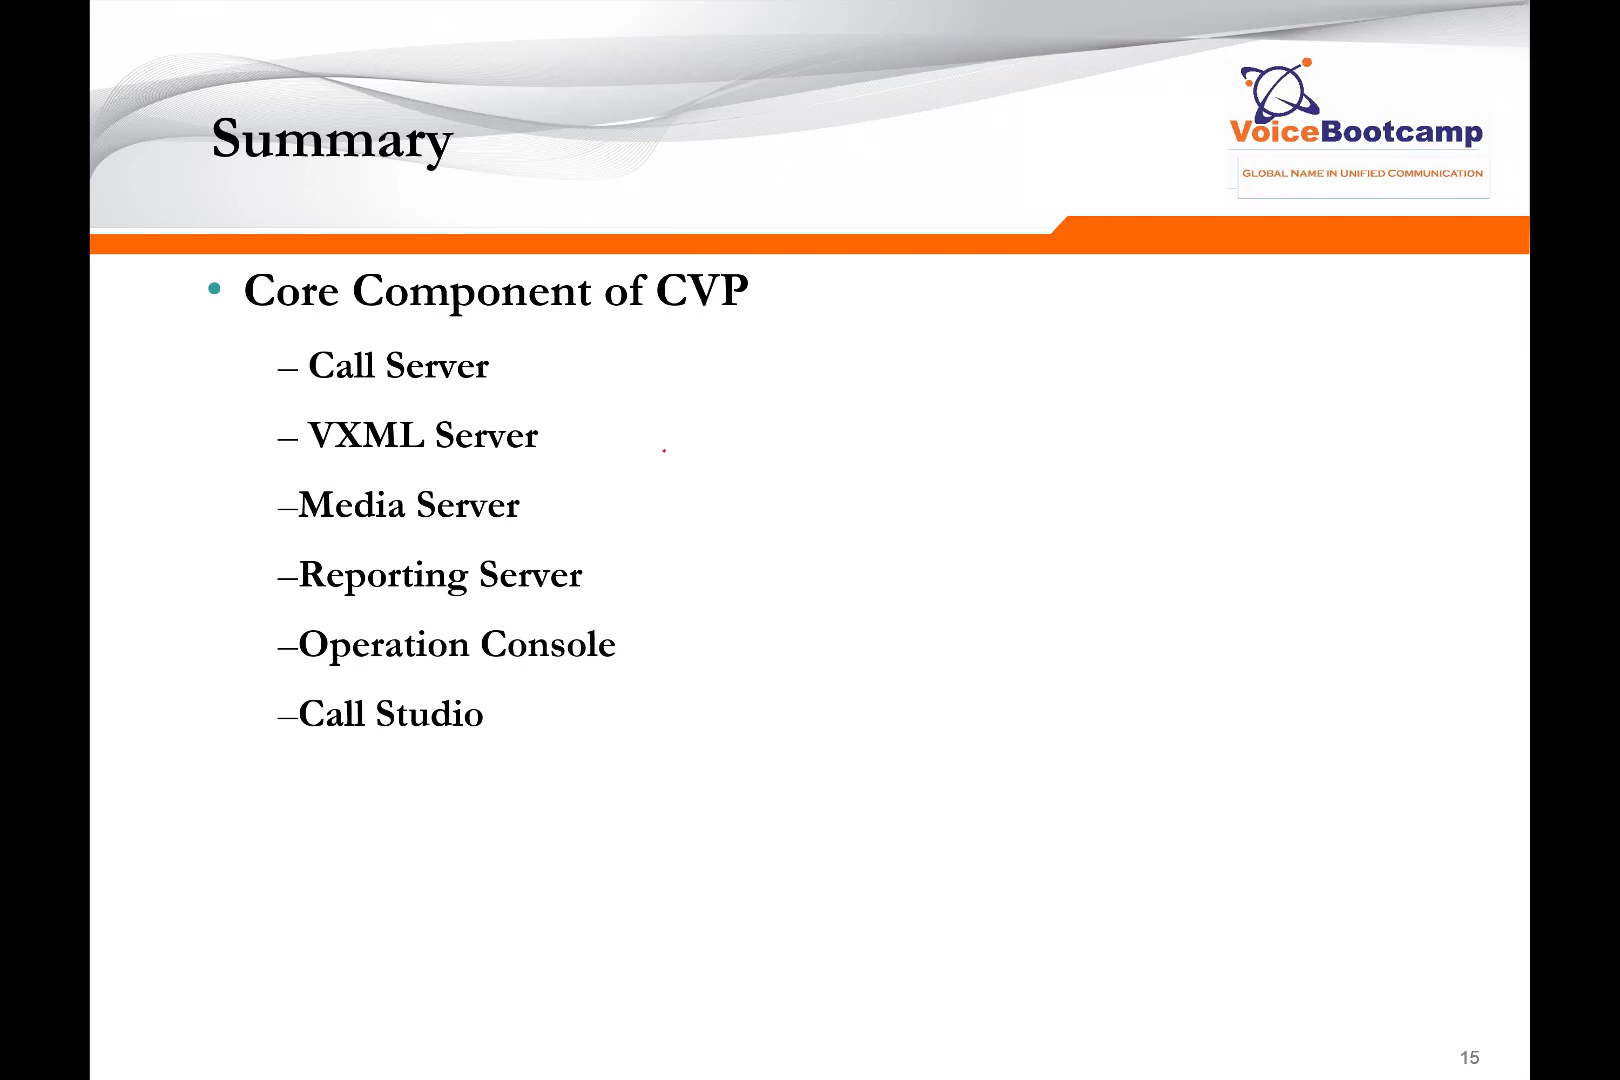 Summary
VoiceBootcamp
GLOBAL NAME IN UNIFIED COMMUNICATION
• Core Component of CVP
– Call Server
– VXML Server
–Media Server
–Reporting Server
–Operation Console
–Call Studio
15